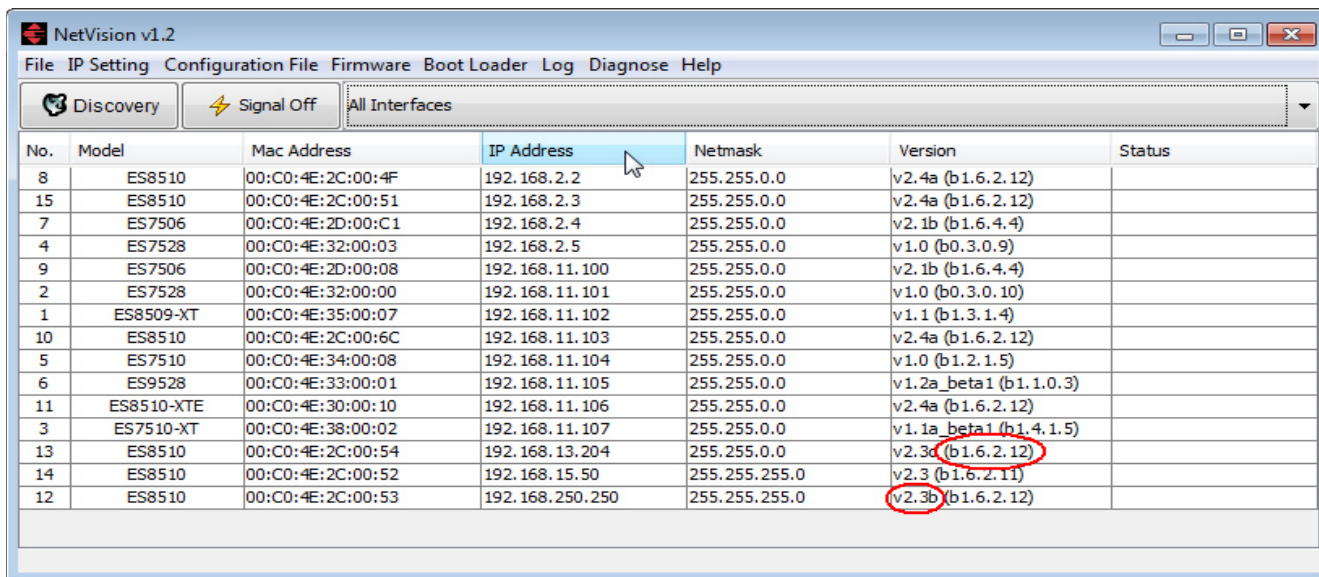 NetVision v1.2
File IP Setting Configuration File Firmware Boot Loader Log Diagnose Help
Discovery Signal Off All Interfaces
No. Model Mac Address IP Address Netmask Version Status
8 ES8510 00:C0:4E:2C:00:4F 192.168.2.2 255.255.0.0 v2.4a (b1.6.2.12)
15 ES8510 00:C0:4E:2C:00:51 192.168.2.3 255.255.0.0 v2.4a (b1.6.2.12)
7 ES7506 00:C0:4E:2D:00:C1 192.168.2.4 255.255.0.0 v2.1b (b1.6.4.4)
4 ES7528 00:C0:4E:32:00:03 192.168.2.5 255.255.0.0 v1.0 (b0.3.0.9)
9 ES7506 00:C0:4E:2D:00:08 192.168.11.100 255.255.0.0 v2.1b (b1.6.4.4)
2 ES7528 00:C0:4E:32:00:00 192.168.11.101 255.255.0.0 v1.0 (b0.3.0.10)
1 ES8509-XT 00:C0:4E:35:00:07 192.168.11.102 255.255.0.0 v1.1 (b1.3.1.4)
10 ES8510 00:C0:4E:2C:00:6C 192.168.11.103 255.255.0.0 v2.4a (b1.6.2.12)
5 ES7510 00:C0:4E:34:00:08 192.168.11.104 255.255.0.0 v1.0 (b1.2.1.5)
6 ES9528 00:C0:4E:33:00:01 192.168.11.105 255.255.0.0 v1.2a_beta1 (b1.1.0.3)
11 ES8510-XTE 00:C0:4E:30:00:10 192.168.11.106 255.255.0.0 v2.4a (b1.6.2.12)
3 ES7510-XT 00:C0:4E:38:00:02 192.168.11.107 255.255.0.0 v1.1a_beta1 (b1.4.1.5)
13 ES8510 00:C0:4E:2C:00:54 192.168.13.204 255.255.0.0 (b1.6.2.12)
14 ES8510 00:C0:4E:2C:00:52 192.168.15.50 255.255.255.0 v2.3 (b1.6.2.11)
12 ES8510 00:C0:4E:2C:00:53 192.168.250.250 255.255.255.0 v2.3b (b1.6.2.12)